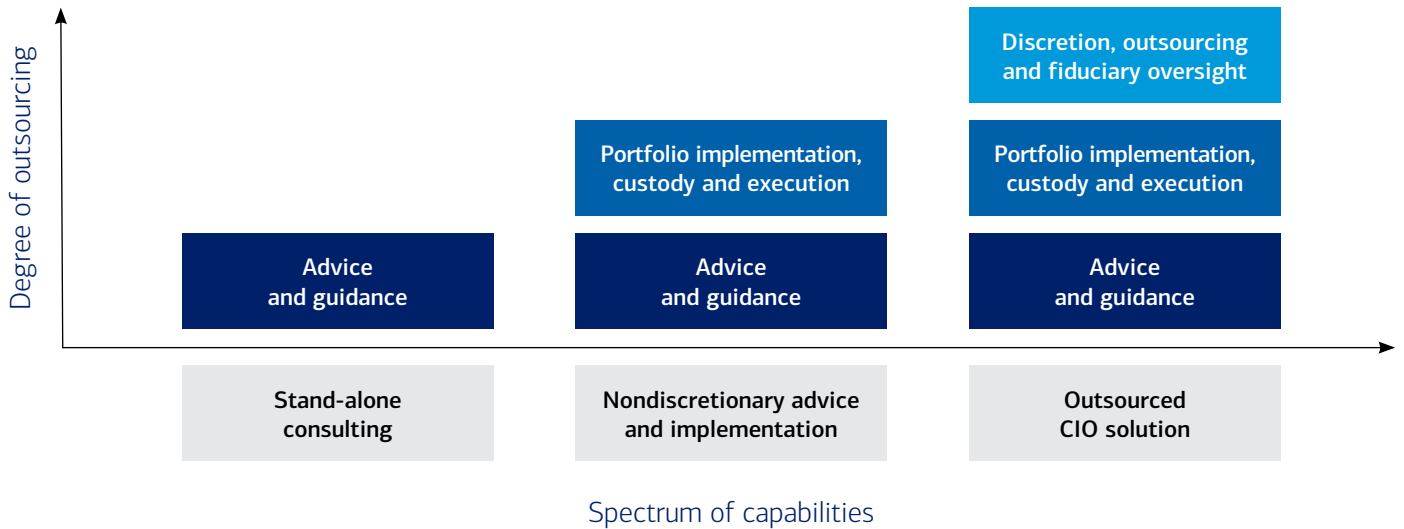 Degree of outsourcing
Discretion, outsourcing
and fiduciary oversight
Portfolio implementation,
custody and execution
Portfolio implementation,
custody and execution
Advice
and guidance
Advice
and guidance
Advice
and guidance
Stand-alone
consulting
Nondiscretionary advice
and implementation
Outsourced
CIO solution
Spectrum of capabilities